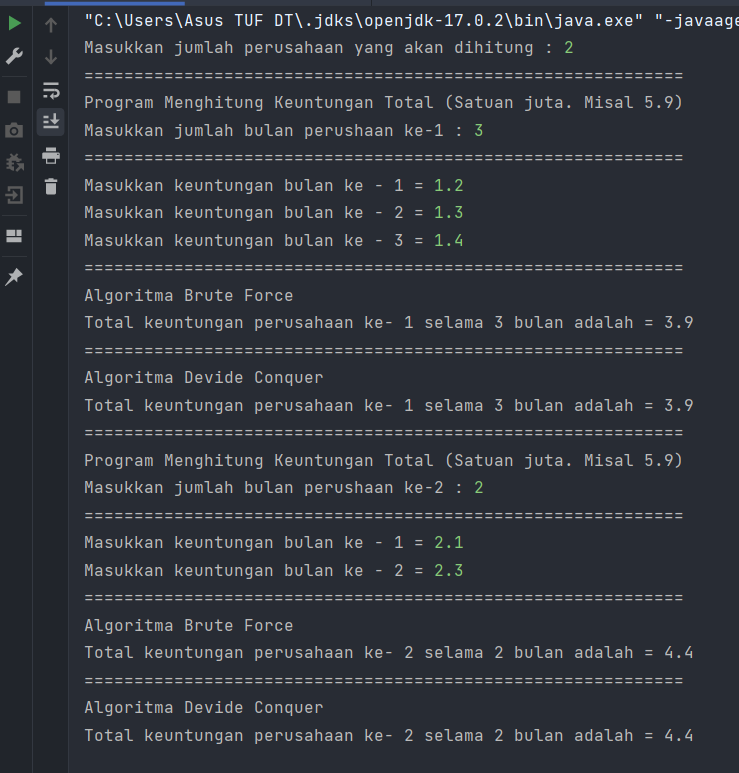 "C:\Users\Asus TUF DT\.jdks\openjdk-17.0.2\bin\java.exe" "-javaage
Masukkan jumlah perusahaan yang akan dihitung : 2
============================================================
Program Menghitung Keuntungan Total (Satuan juta. Misal 5.9)
Masukkan jumlah bulan perushaan ke-1 : 3
============================================================
Masukkan keuntungan bulan ke - 1 = 1.2
Masukkan keuntungan bulan ke - 2 = 1.3
Masukkan keuntungan bulan ke - 3 = 1.4
============================================================
Algoritma Brute Force
Total keuntungan perusahaan ke- 1 selama 3 bulan adalah = 3.9
============================================================
Algoritma Devide Conquer
Total keuntungan perusahaan ke- 1 selama 3 bulan adalah = 3.9
============================================================
Program Menghitung Keuntungan Total (Satuan juta. Misal 5.9)
Masukkan jumlah bulan perushaan ke-2 : 2
============================================================
Masukkan keuntungan bulan ke - 1 = 2.1
Masukkan keuntungan bulan ke - 2 = 2.3
============================================================
Algoritma Brute Force
Total keuntungan perusahaan ke- 2 selama 2 bulan adalah = 4.4
============================================================
Algoritma Devide Conquer
Total keuntungan perusahaan ke- 2 selama 2 bulan adalah = 4.4